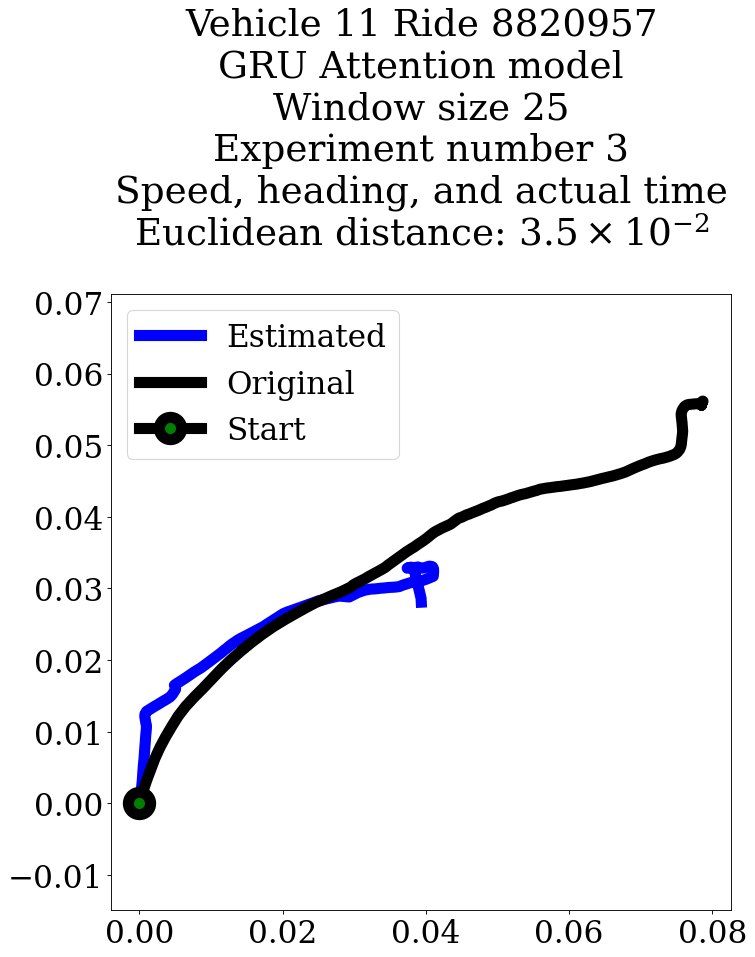 Vehicle 11 Ride 8820957
GRU Attention model
Window size 25
Experiment number 3
Speed, heading, and actual time
Euclidean distance: 3.5 × 10⁻²
0.07
0.06
0.05
0.04
0.03
0.02
0.01
0.00
−0.01
Estimated
Original
Start
0.00 0.02 0.04 0.06 0.08